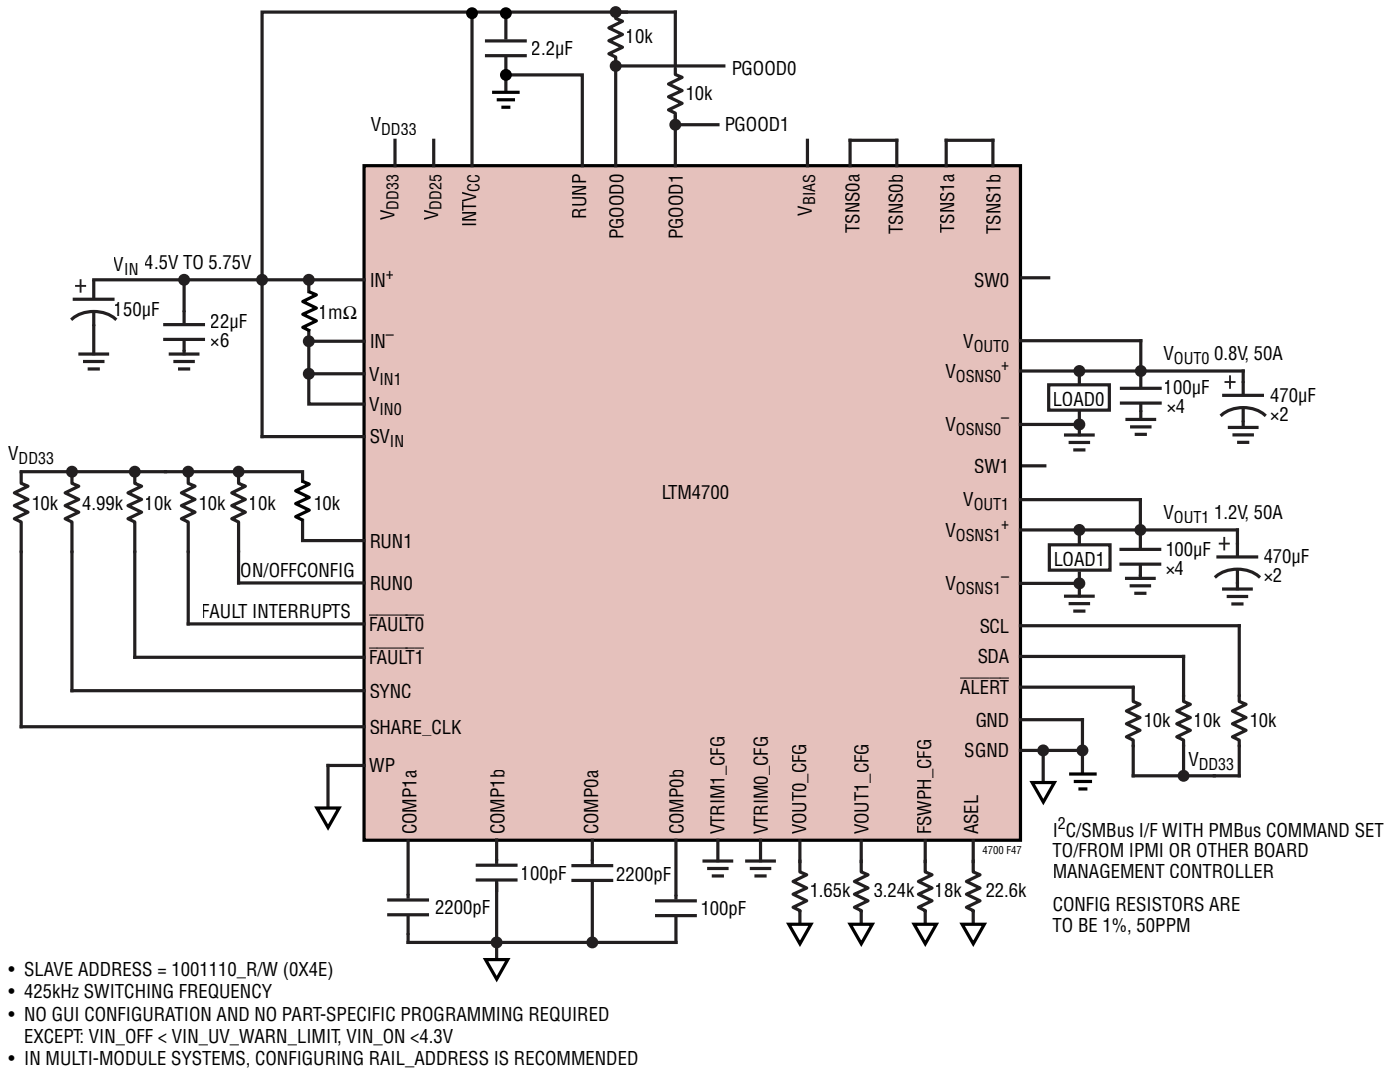 10k
2.2µF
PGOOD0
10k
PGOOD1
VDD33
VDD33
VDD25
INTVCC
RUNP
PGOOD0
PGOOD1
VBIAS
TSNS0a
TSNS0b
TSNS1a
TSNS1b
VIN 4.5V TO 5.75V
+
150µF
22µF
×6
1mΩ
IN+
IN–
VIN1
VIN0
SVIN
SW0
VOUT0
VOSNS0+
VOSNS0–
VOUT0 0.8V, 50A
LOAD0
100µF
×4
+
470µF
×2
SW1
VOUT1
VOSNS1+
VOSNS1–
VOUT1 1.2V, 50A
LOAD1
100µF
×4
+
470µF
×2
LTM4700
VDD33
10k
4.99k
10k
10k
10k
10k
RUN1
ON/OFFCONFIG
RUN0
FAULT INTERRUPTS
FAULT0
FAULT1
SYNC
SHARE_CLK
WP
SCL
SDA
ALERT
GND
SGND
10k
10k
10k
VDD33
COMP1a
COMP1b
COMP0a
COMP0b
VTRIM1_CFG
VTRIM0_CFG
VOUT0_CFG
VOUT1_CFG
FSWPH_CFG
ASEL
4700 F47
2200pF
100pF
2200pF
100pF
1.65k
3.24k
18k
22.6k
I2C/SMBus I/F WITH PMBus COMMAND SET
TO/FROM IPMI OR OTHER BOARD
MANAGEMENT CONTROLLER
CONFIG RESISTORS ARE
TO BE 1%, 50PPM
• SLAVE ADDRESS = 1001110_R/W (0X4E)
• 425kHz SWITCHING FREQUENCY
• NO GUI CONFIGURATION AND NO PART-SPECIFIC PROGRAMMING REQUIRED
EXCEPT: VIN_OFF < VIN_UV_WARN_LIMIT, VIN_ON <4.3V
• IN MULTI-MODULE SYSTEMS, CONFIGURING RAIL_ADDRESS IS RECOMMENDED